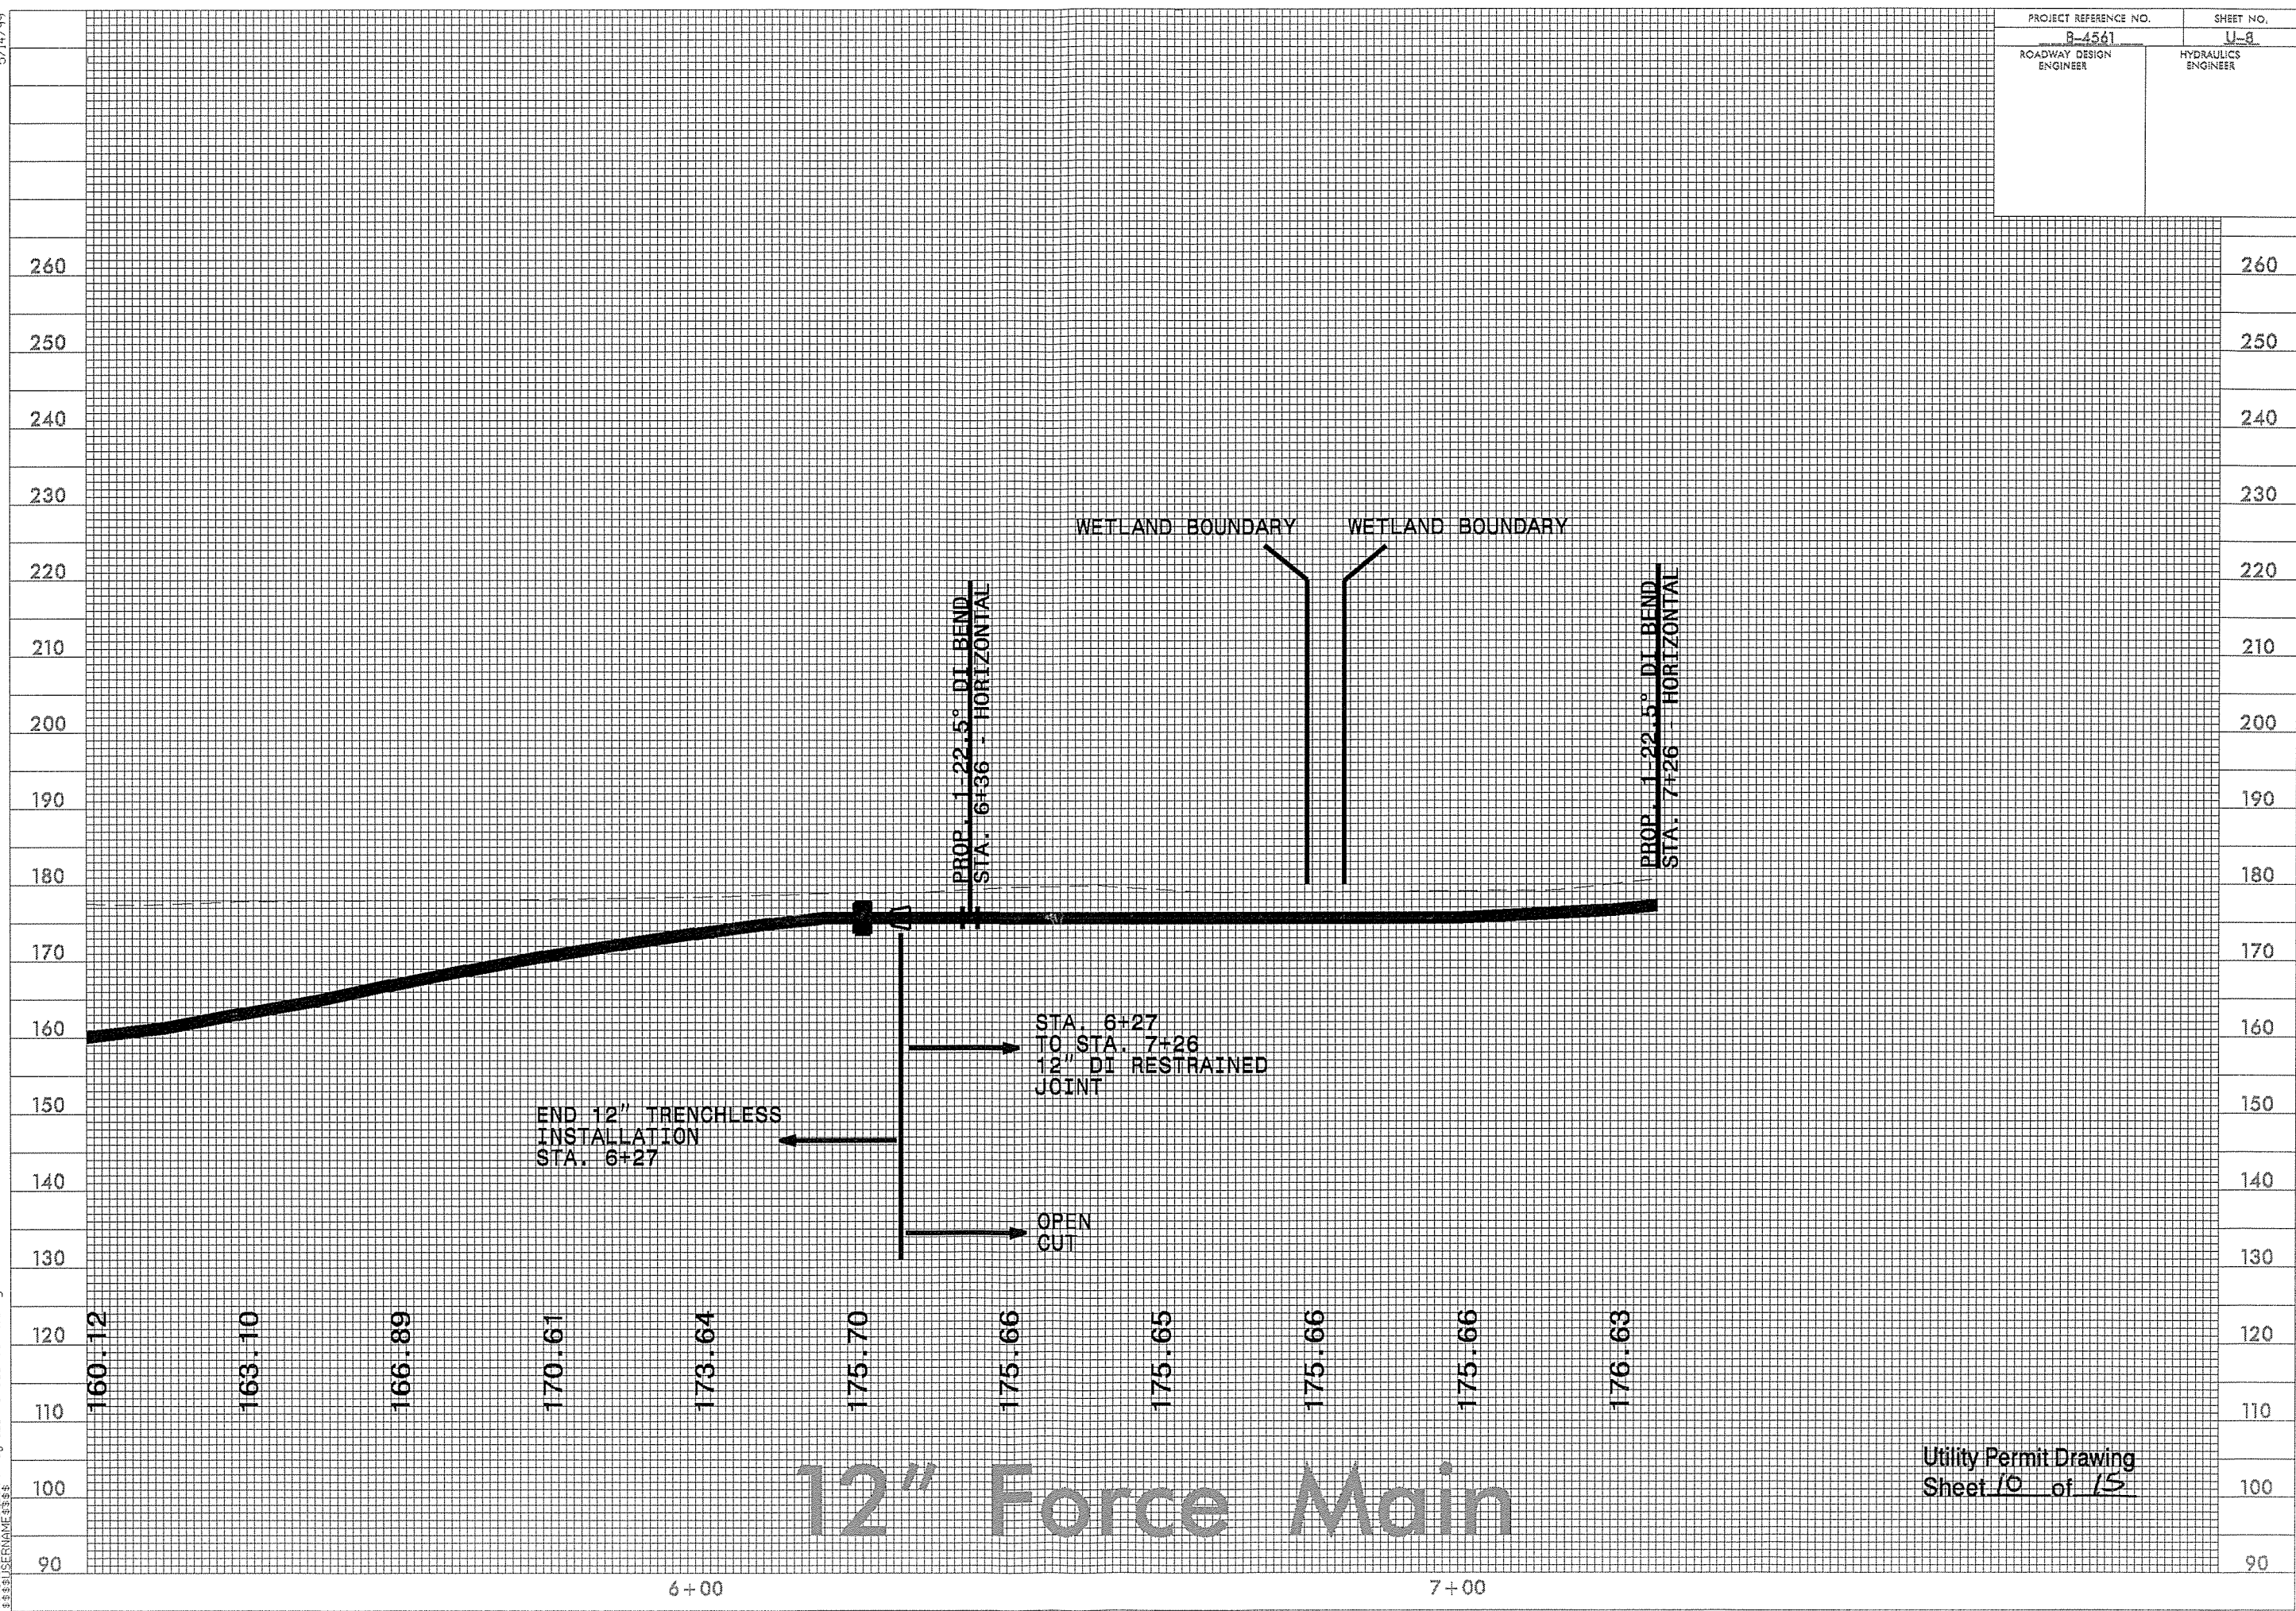 PROJECT REFERENCE NO.
SHEET NO.
B-4561
U-8
ROADWAY DESIGN
ENGINEER
HYDRAULICS
ENGINEER
260
260
250
250
240
240
230
230
WETLAND BOUNDARY
WETLAND BOUNDARY
220
220
PROP. 1-22.5° DI BEND
STA. 6+36 - HORIZONTAL
PROP. 1-22.5° DI BEND
STA. 7+26 - HORIZONTAL
210
210
200
200
190
190
180
180
170
170
160
160
STA. 6+27
TO STA. 7+26
12" DI RESTRAINED
JOINT
150
150
END 12" TRENCHLESS
INSTALLATION
STA. 6+27
140
140
OPEN
CUT
130
130
120
120
160.12
163.10
166.89
170.61
173.64
175.70
175.66
175.65
175.66
175.66
176.63
110
110
Utility Permit Drawing
Sheet 10 of 15
100
100
12" Force Main
90
90
6+00
7+00
$$$$USERNAME$$$$